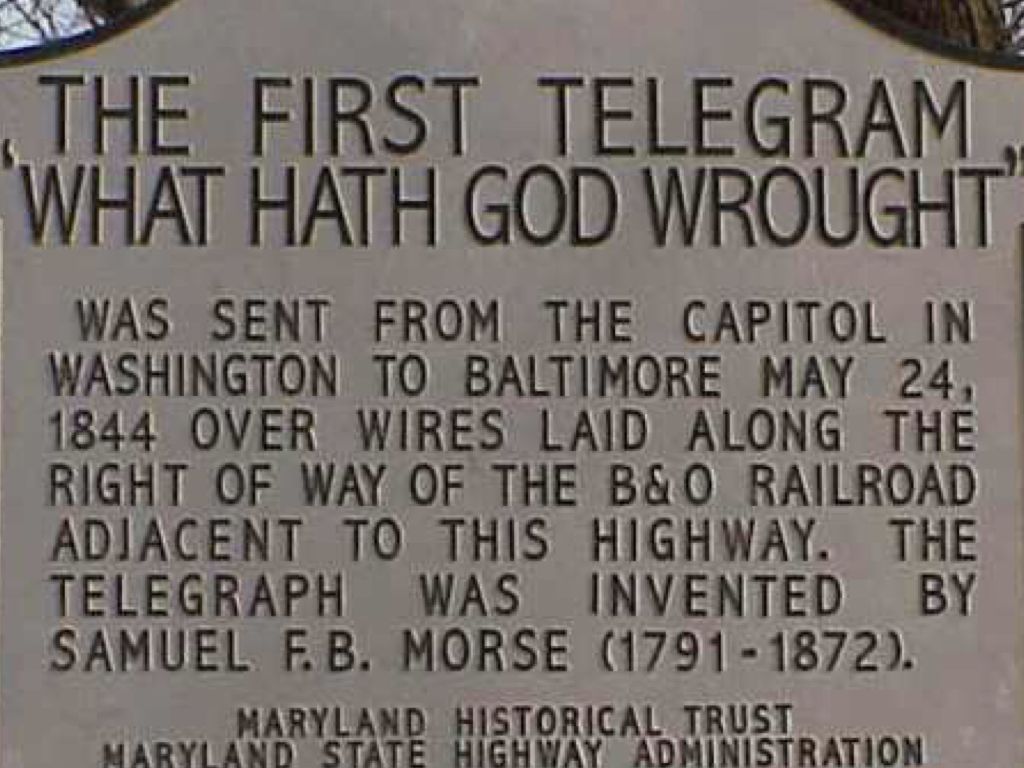 THE FIRST TELEGRAM
"WHAT HATH GOD WROUGHT"
WAS SENT FROM THE CAPITOL IN
WASHINGTON TO BALTIMORE MAY 24,
1844 OVER WIRES LAID ALONG THE
RIGHT OF WAY OF THE B&O RAILROAD
ADJACENT TO THIS HIGHWAY. THE
TELEGRAPH WAS INVENTED BY
SAMUEL F.B. MORSE (1791-1872).
MARYLAND HISTORICAL TRUST
MARYLAND STATE HIGHWAY ADMINISTRATION